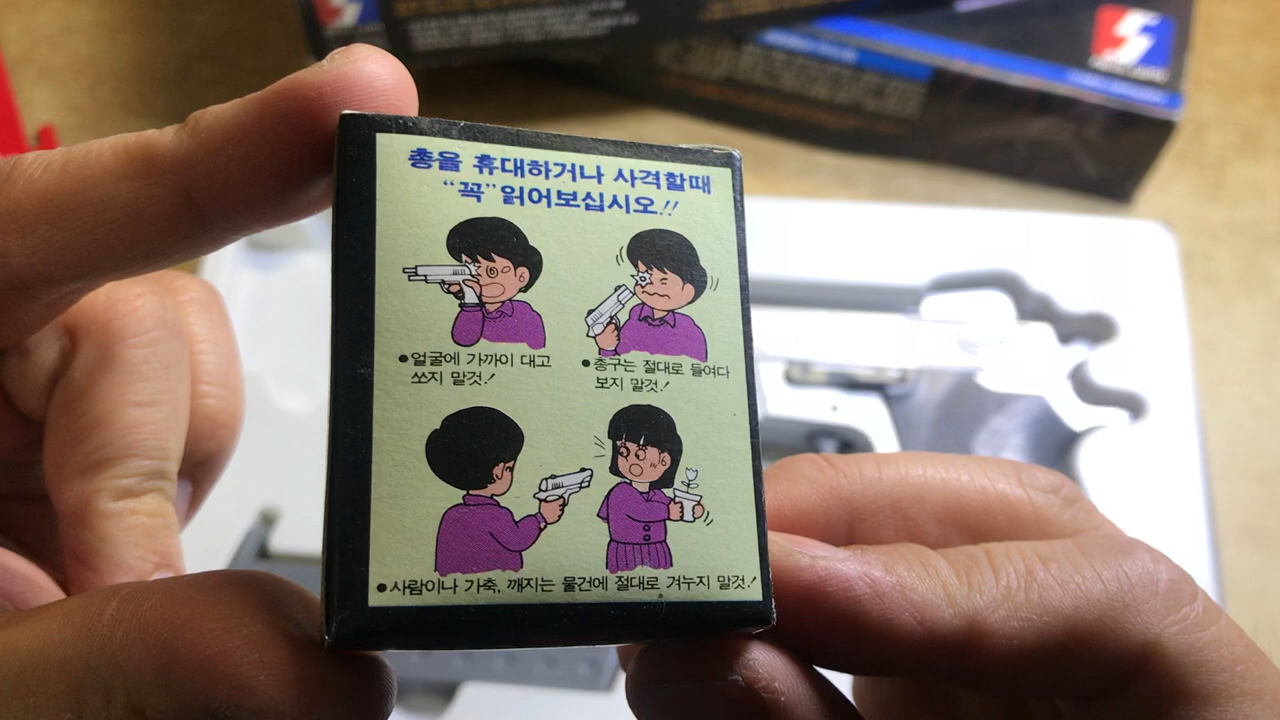 총을 휴대하거나 사격할때
“꼭”읽어보십시오!!
●얼굴에 가까이 대고
쏘지 말것!
●총구는 절대로 들여다
보지 말것!
●사람이나 가축, 깨지는 물건에 절대로 겨누지 말것!